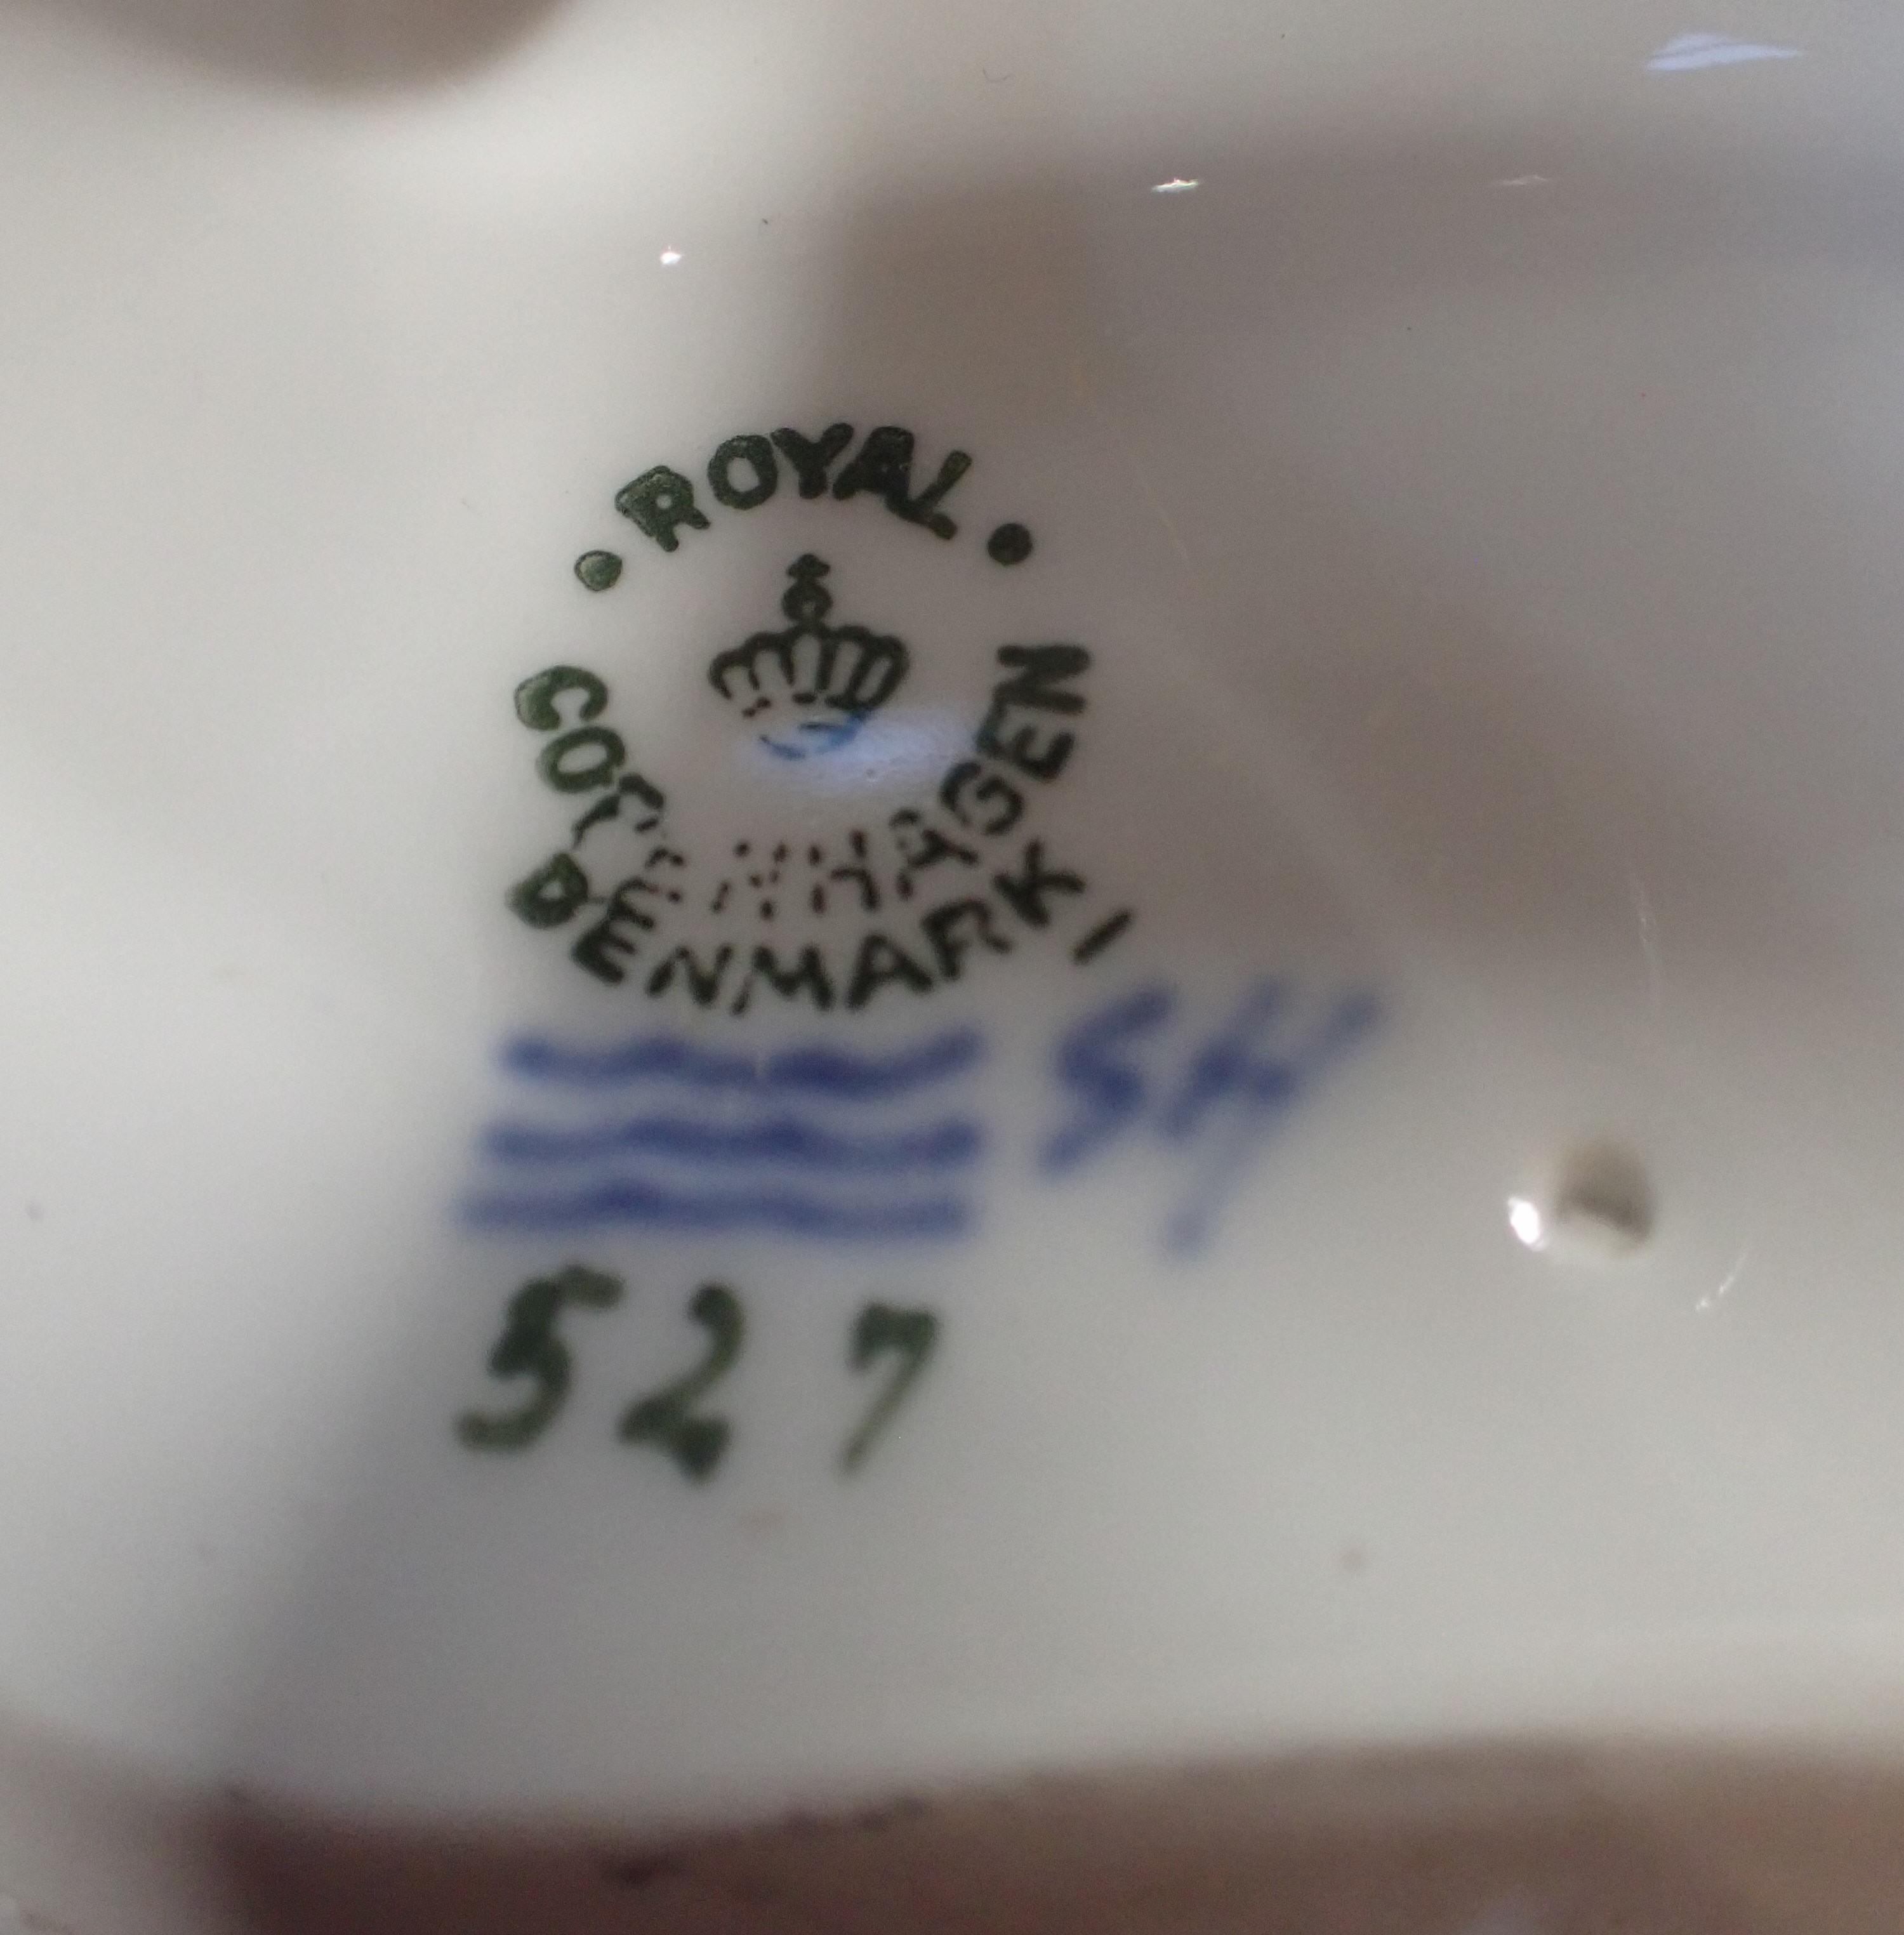 • ROYAL •
COPENHAGEN
DENMARK
527